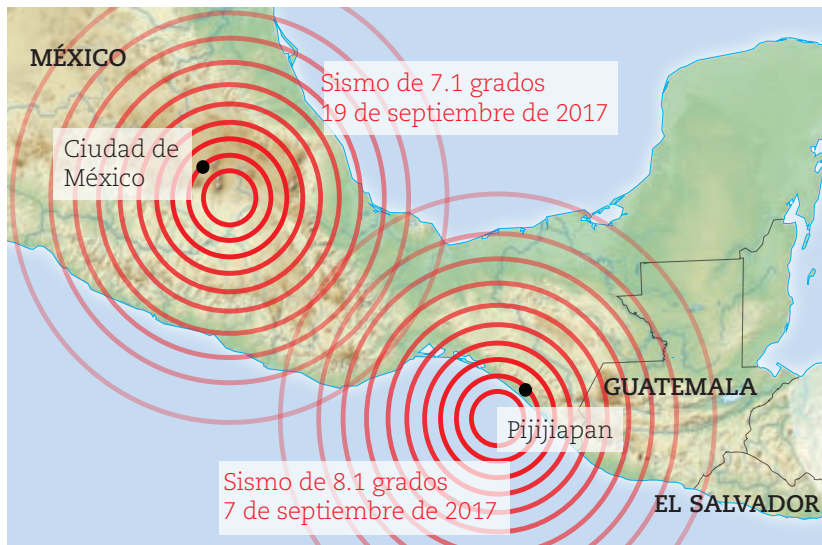 MÉXICO
Sismo de 7.1 grados
19 de septiembre de 2017
Ciudad de
México
GUATEMALA
Pijijiapan
Sismo de 8.1 grados
7 de septiembre de 2017
EL SALVADOR